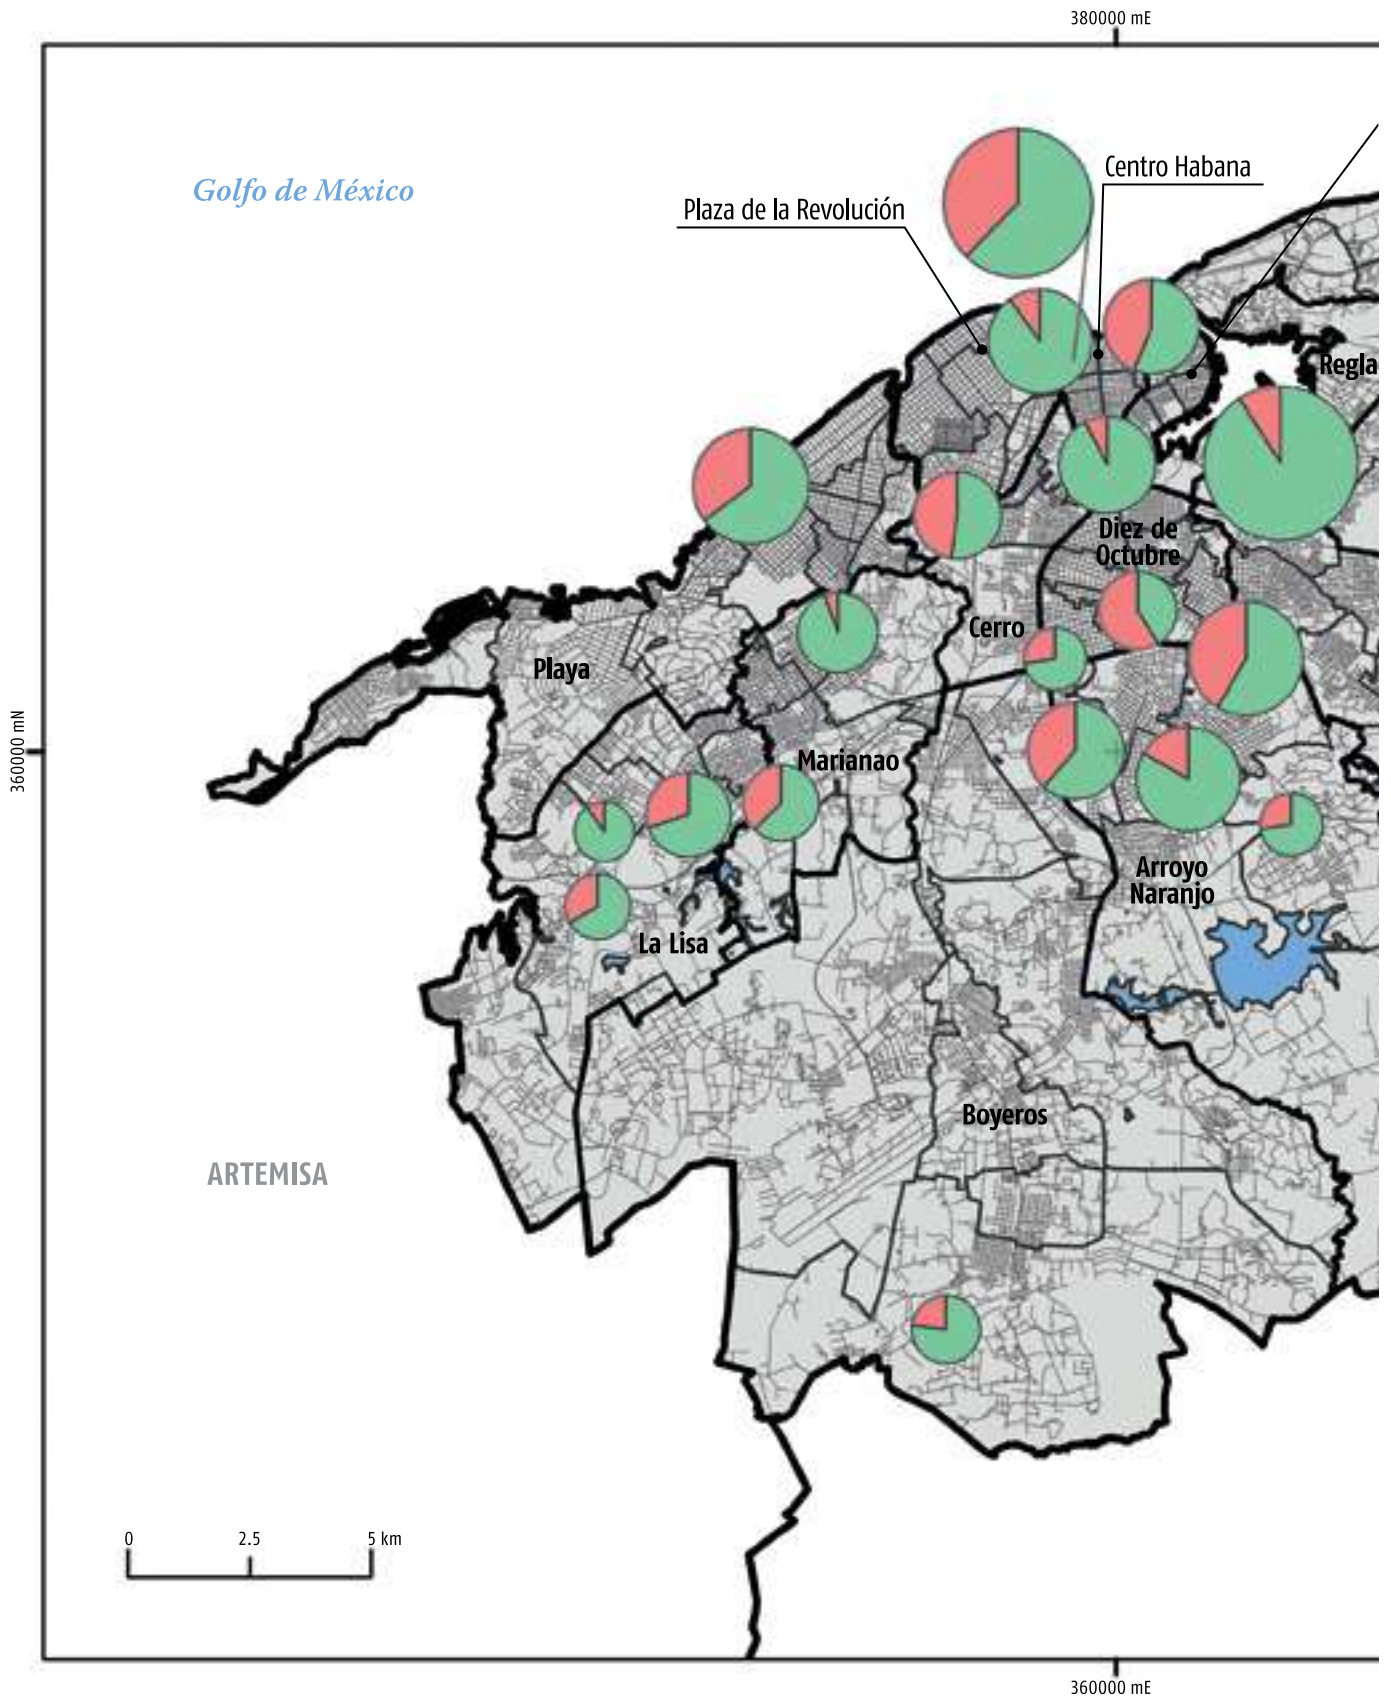 380000 mE
Golfo de México
Centro Habana
Plaza de la Revolución
Regla
Diez de
Octubre
Cerro
Playa
360000 mN
Marianao
Arroyo
Naranjo
La Lisa
Boyeros
ARTEMISA
0 2.5 5 km
360000 mE